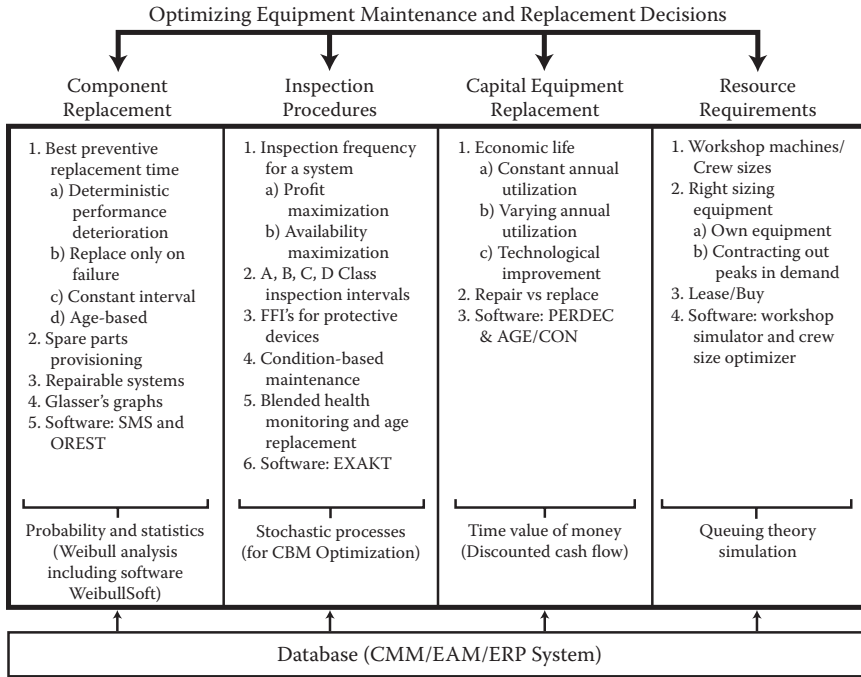 Optimizing Equipment Maintenance and Replacement Decisions
Component
Replacement
Inspection
Procedures
Capital Equipment
Replacement
Resource
Requirements
1. Best preventive
replacement time
a) Deterministic
performance
deterioration
b) Replace only on
failure
c) Constant interval
d) Age-based
2. Spare parts
provisioning
3. Repairable systems
4. Glasser's graphs
5. Software: SMS and
OREST
Probability and statistics
(Weibull analysis
including software
WeibullSoft)
1. Inspection frequency
for a system
a) Profit
maximization
b) Availability
maximization
2. A, B, C, D Class
inspection intervals
3. FFI's for protective
devices
4. Condition-based
maintenance
5. Blended health
monitoring and age
replacement
6. Software: EXAKT
Stochastic processes
(for CBM Optimization)
1. Economic life
a) Constant annual
utilization
b) Varying annual
utilization
c) Technological
improvement
2. Repair vs replace
3. Software: PERDEC
& AGE/CON
Time value of money
(Discounted cash flow)
1. Workshop machines/
Crew sizes
2. Right sizing
equipment
a) Own equipment
b) Contracting out
peaks in demand
3. Lease/Buy
4. Software: workshop
simulator and crew
size optimizer
Queuing theory
simulation
Database (CMM/EAM/ERP System)